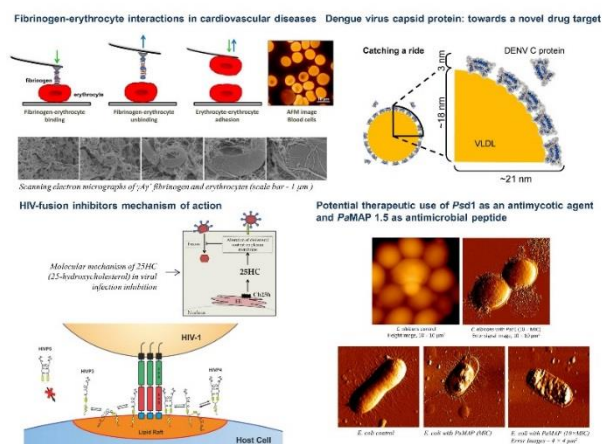 Fibrinogen-erythrocyte interactions in cardiovascular diseases
fibrinogen
erythrocyte
Fibrinogen-erythrocyte
binding
Fibrinogen-erythrocyte
unbinding
Erythrocyte-erythrocyte
adhesion
AFM image
Blood cells
Scanning electron micrographs of γA/γ' fibrinogen and erythrocytes (scale bar - 1 μm)
Dengue virus capsid protein: towards a novel drug target
Catching a ride
DENV C protein
3 nm
~18 nm
VLDL
~21 nm
HIV-fusion inhibitors mechanism of action
Molecular mechanism of 25HC
(25-hydroxycholesterol) in viral
infection inhibition
25HC
Ch25h
HIV-1
HMP3
HMP4
Lipid Raft
Host Cell
Potential therapeutic use of Psd1 as an antimycotic agent
and PaMAP 1.5 as antimicrobial peptide
C. albicans control
E. coli control
E. coli with PaMAP (MIC)
E. coli with PaMAP (10×MIC)